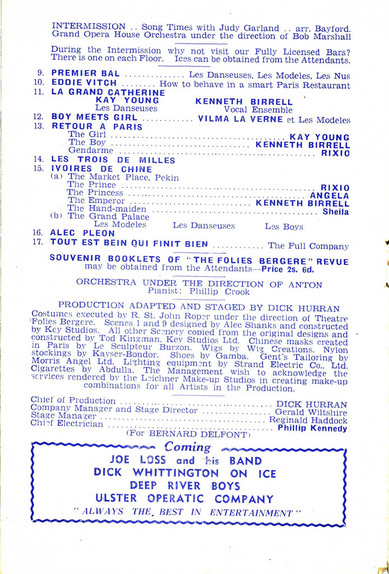 INTERMISSION .. Song Times with Judy Garland .. arr. Bayford.
Grand Opera House Orchestra under the direction of Bob Marshall
During the Intermission why not visit our Fully Licensed Bars?
There is one on each Floor. Ices can be obtained from the Attendants.
9. PREMIER BAL .......... Les Danseuses, Les Modeles, Les Nus
10. EDDIE VITCH .......... How to behave in a smart Paris Restaurant
11. LA GRAND CATHERINE
KAY YOUNG KENNETH BIRRELL
Les Danseuses Vocal Ensemble
12. BOY MEETS GIRL .......... VILMA LA VERNE et Les Modeles
13. RETOUR A PARIS
The Girl .......... KAY YOUNG
The Boy .......... KENNETH BIRRELL
Gendarme .......... RIXIO
14. LES TROIS DE MILLES
15. IVOIRES DE CHINE
(a) The Market Place, Pekin
The Prince .......... RIXIO
The Princess .......... ANGELA
The Emperor .......... KENNETH BIRRELL
The Hand-maiden .......... Sheila
(b) The Grand Palace
Les Modeles Les Danseuses Les Boys
16. ALEC PLEON
17. TOUT EST BEIN QUI FINIT BIEN .......... The Full Company
SOUVENIR BOOKLETS OF "THE FOLIES BERGERE" REVUE
may be obtained from the Attendants—Price 2s. 6d.
ORCHESTRA UNDER THE DIRECTION OF ANTON
Pianist: Phillip Crook
PRODUCTION ADAPTED AND STAGED BY DICK HURRAN
Costumes executed by R. St. John Roper under the direction of Theatre
Folies Bergere. Scenes 1 and 9 designed by Alec Shanks and constructed
by Key Studios. All other Scenery copied from the original designs and
constructed by Tod Kingman, Key Studios Ltd. Chinese masks created
in Paris by Le Sculpteur Burzon. Wigs by Wig Creations. Nylon
stockings by Kayser-Bondor. Shoes by Gamba. Gent's Tailoring by
Morris Angel Ltd. Lighting equipment by Strand Electric Co., Ltd.
Cigarettes by Abdulla. The Management wish to acknowledge the
services rendered by the Leichner Make-up Studios in creating make-up
combinations for all Artists in the Production.
Chief of Production .......... DICK HURRAN
Company Manager and Stage Director .......... Gerald Wiltshire
Stage Manager .......... Reginald Haddock
Chief Electrician .......... Phillip Kennedy
(For BERNARD DELFONT)
Coming
JOE LOSS and his BAND
DICK WHITTINGTON ON ICE
DEEP RIVER BOYS
ULSTER OPERATIC COMPANY
"ALWAYS THE BEST IN ENTERTAINMENT"